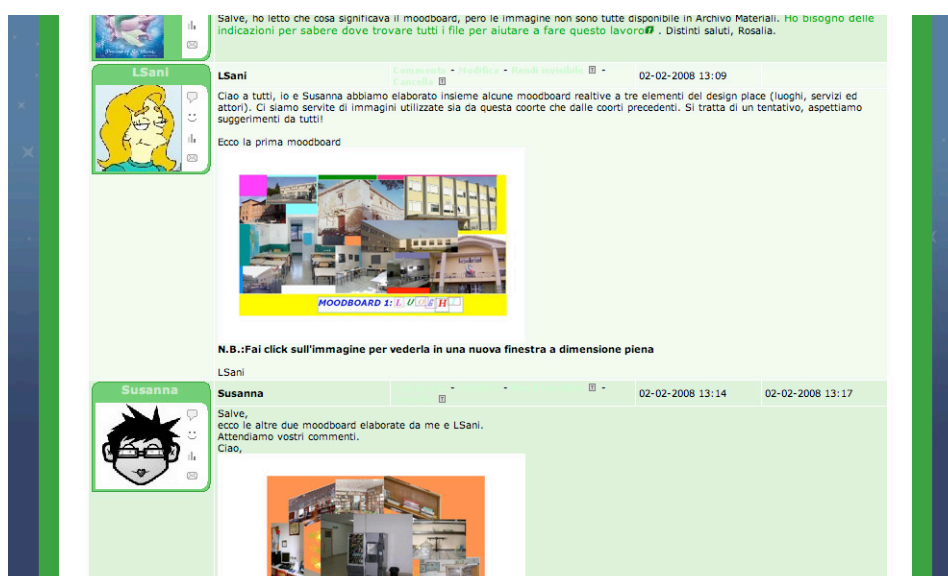 Salve, ho letto che cosa significava il moodboard, pero le immagine non sono tutte disponibile in Archivo Materiali. Ho bisogno delle
indicazioni per sabere dove trovare tutti i file per aiutare a fare questo lavoro . Distinti saluti, Rosalia.
LSani
LSani
Commenta - Modifica - Rendi invisibile -
Cancella
02-02-2008 13:09
Ciao a tutti, io e Susanna abbiamo elaborato insieme alcune moodboard realtive a tre elementi del design place (luoghi, servizi ed
attori). Ci siamo servite di immagini utilizzate sia da questa coorte che dalle coorti precedenti. Si tratta di un tentativo, aspettiamo
suggerimenti da tutti!
Ecco la prima moodboard
MOODBOARD 1: LUOGHI
N.B.:Fai click sull'immagine per vederla in una nuova finestra a dimensione piena
LSani
Susanna
Susanna
- - -
02-02-2008 13:14
02-02-2008 13:17
Salve,
ecco le altre due moodboard elaborate da me e LSani.
Attendiamo vostri commenti.
Ciao,